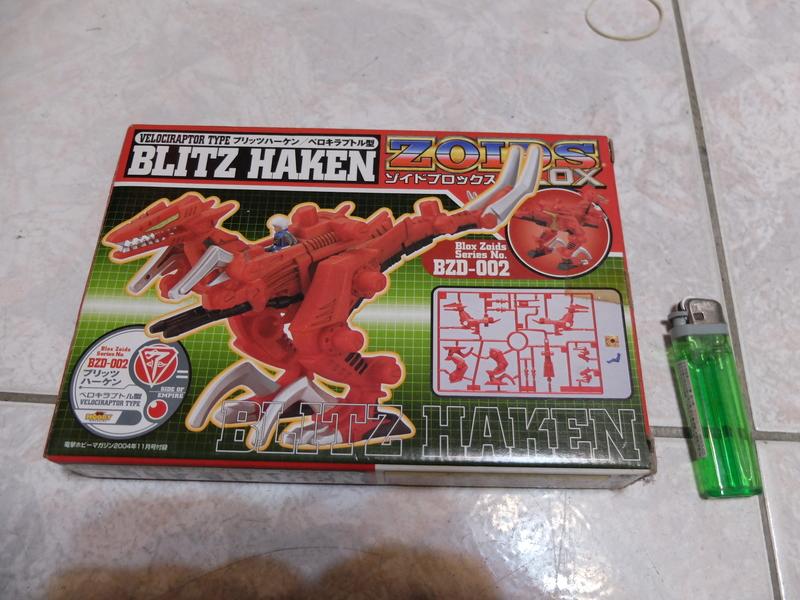 VELOCIRAPTOR TYPE ブリッツハーケン/ベロキラプトル型
BLITZ HAKEN
ZOIDS
ゾイドブロックス
OX
Blox Zoids
Series No.
BZD-002
Blox Zoids
Series No.
BZD-002
ブリッツ
ハーケン
ベロキラプトル型
VELOCIRAPTOR TYPE
SIDE OF
EMPIRE
HOBBY
BLITZ HAKEN
電撃ホビーマガジン2004年11月号付録